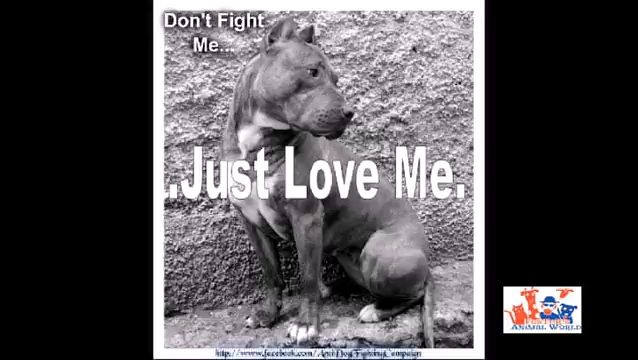 Don't Fight
Me...
.Just Love Me.
http://www.facebook.com/AntiDogFightingCampaign
ANIMAL WORLD